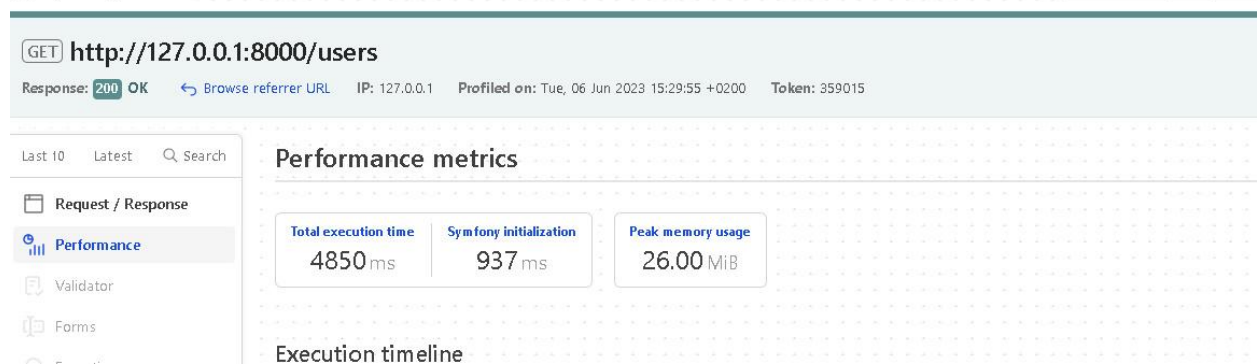 GET http://127.0.0.1:8000/users
Response: 200 OK Browse referrer URL IP: 127.0.0.1 Profiled on: Tue, 06 Jun 2023 15:29:55 +0200 Token: 359015
Last 10 Latest Search
Request / Response
Performance
Validator
Forms
Performance metrics
Total execution time
4850 ms
Symfony initialization
937 ms
Peak memory usage
26.00 MiB
Execution timeline